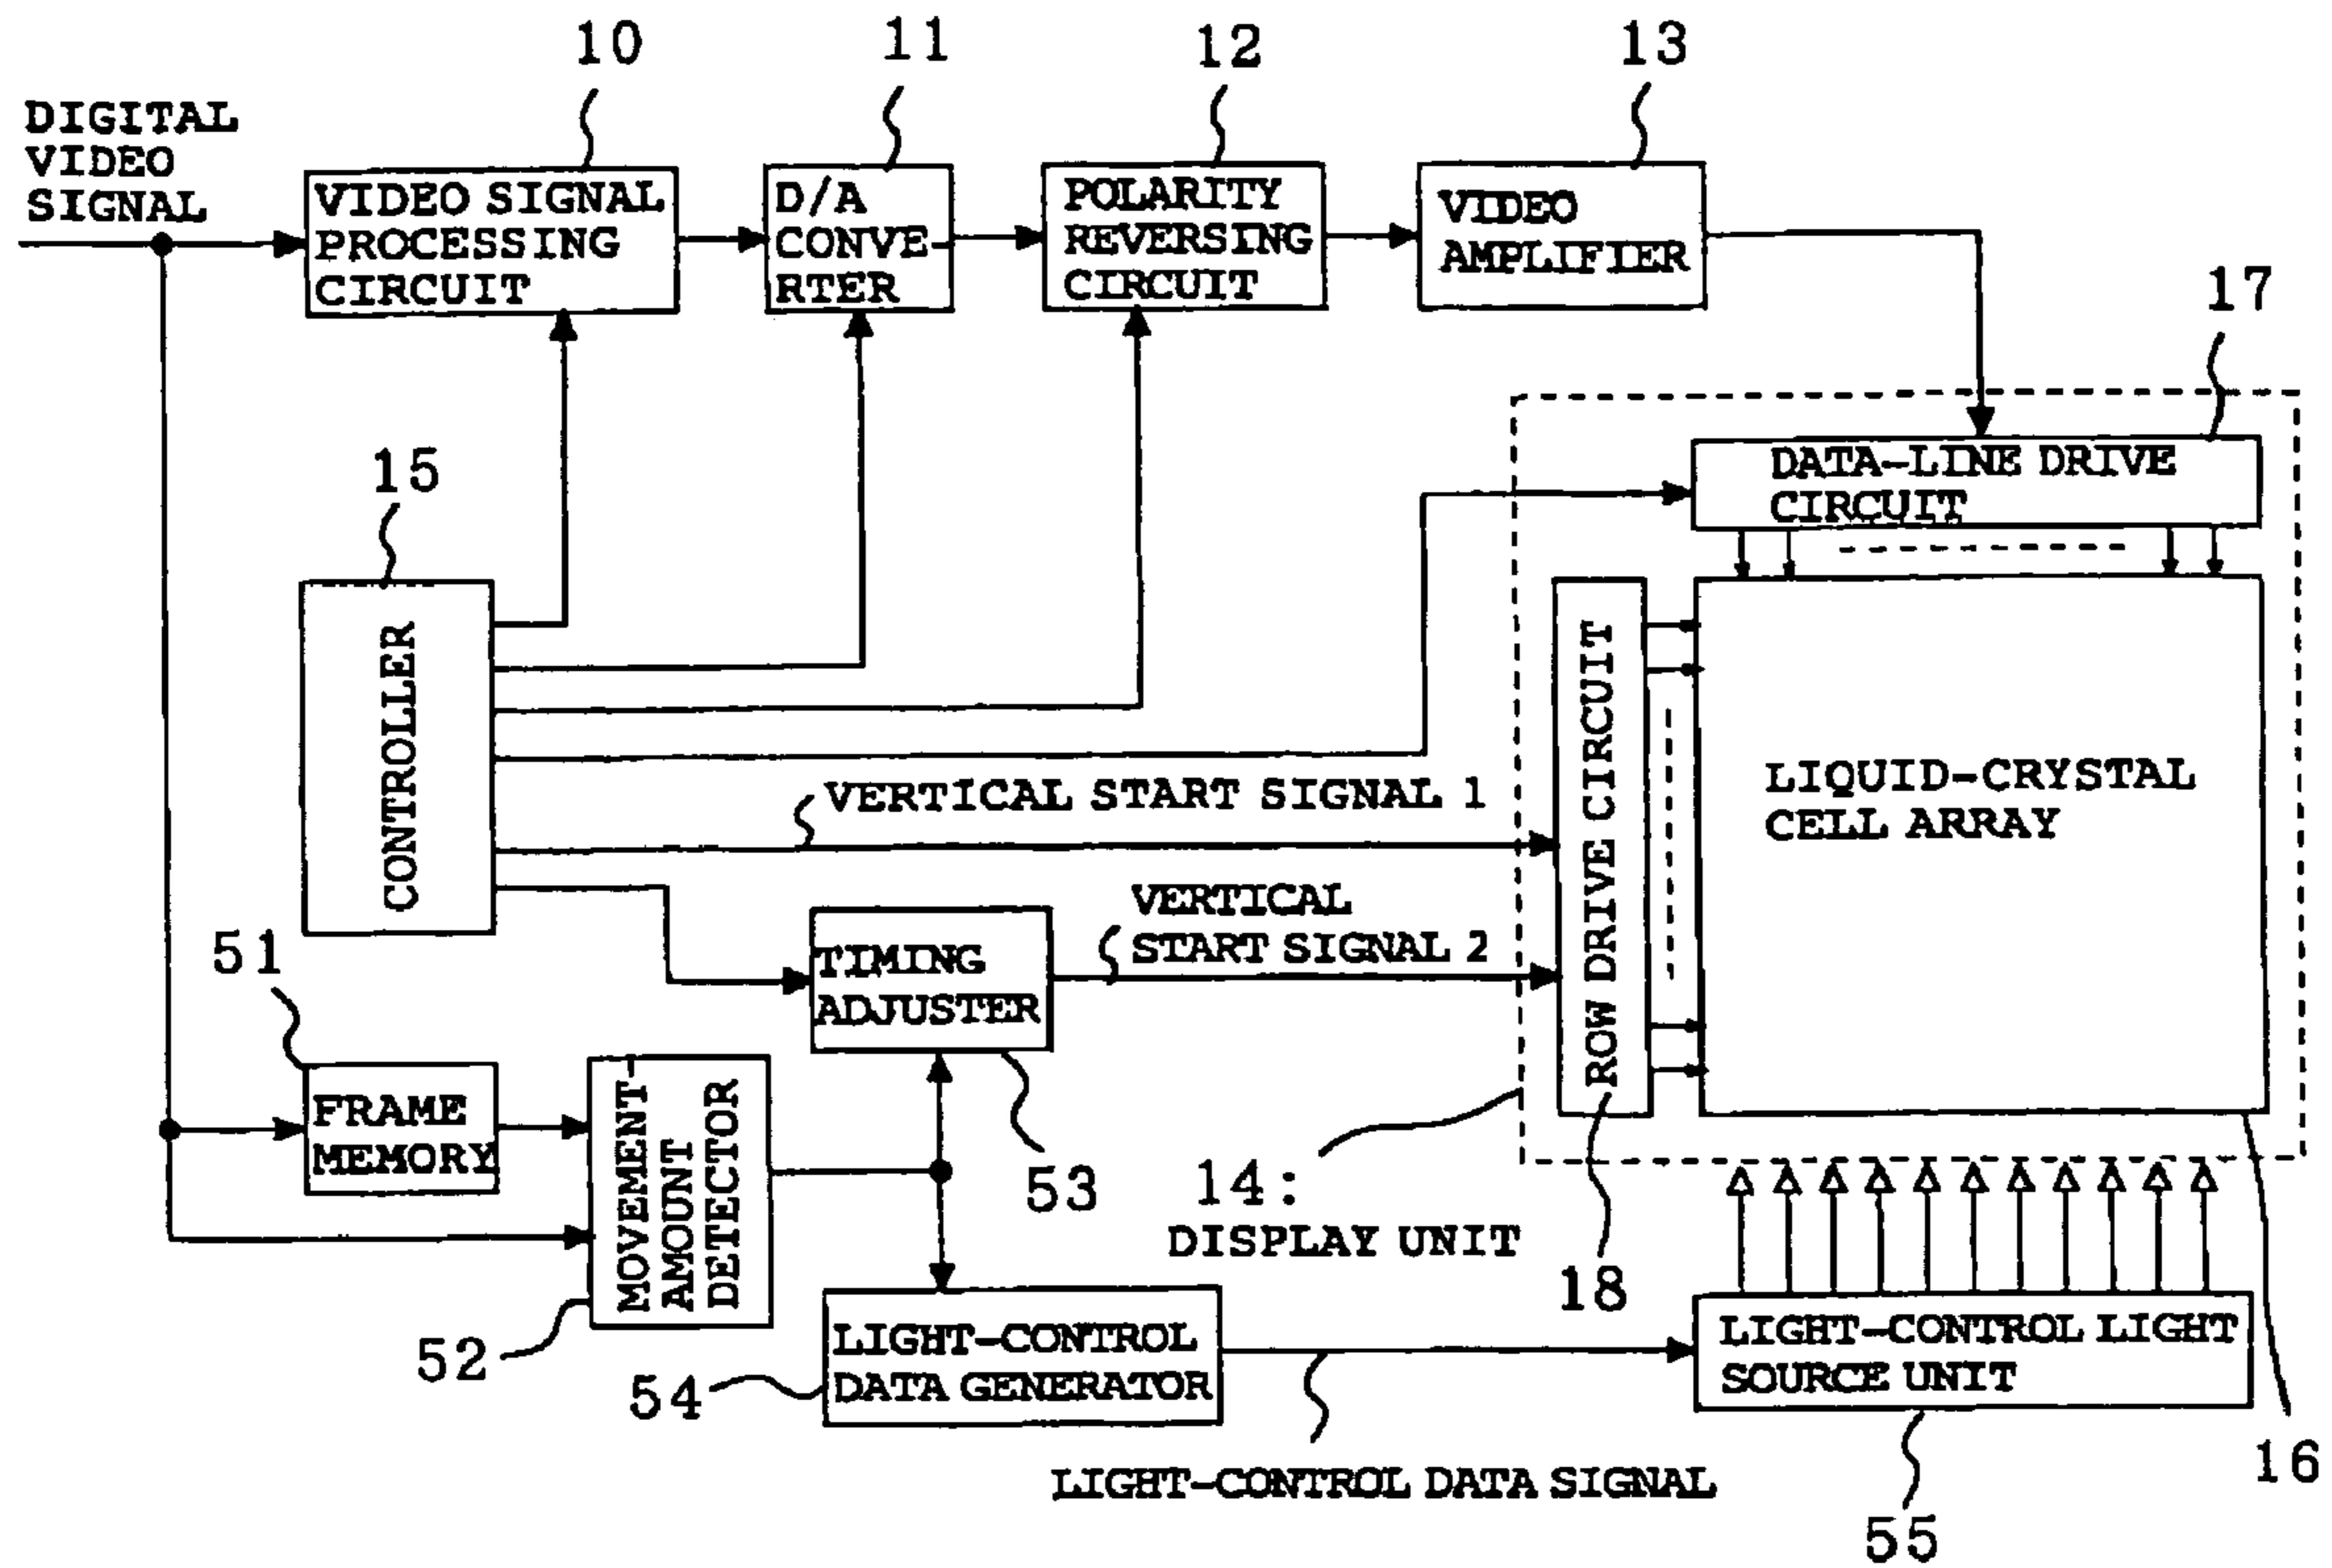 10
11
12
13
DIGITAL
VIDEO
SIGNAL
VIDEO SIGNAL
PROCESSING
CIRCUIT
D/A
CONVE-
RTER
POLARITY
REVERSING
CIRCUIT
VIDEO
AMPLIFIER
17
15
DATA-LINE DRIVE
CIRCUIT
CONTROLLER
VERTICAL START SIGNAL 1
ROW DRIVE CIRCUIT
LIQUID-CRYSTAL
CELL ARRAY
VERTICAL
START SIGNAL 2
51
TIMING
ADJUSTER
FRAME
MEMORY
MOVEMENT-
AMOUNT
DETECTOR
53
14:
DISPLAY UNIT
18
52
54
LIGHT-CONTROL
DATA GENERATOR
LIGHT-CONTROL LIGHT
SOURCE UNIT
LIGHT-CONTROL DATA SIGNAL
16
55